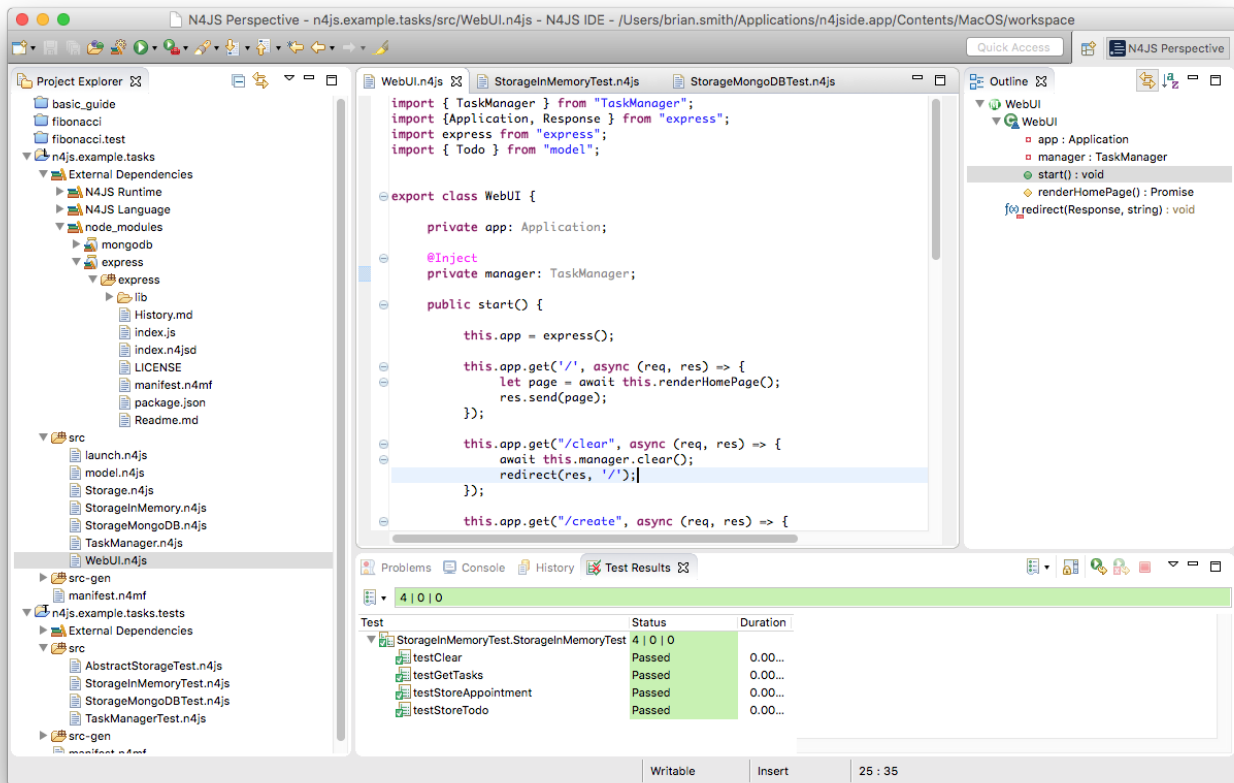 N4JS Perspective - n4js.example.tasks/src/WebUI.n4js - N4JS IDE - /Users/brian.smith/Applications/n4jside.app/Contents/MacOS/workspace
Quick Access
N4JS Perspective
Project Explorer
basic_guide
fibonacci
fibonacci.test
n4js.example.tasks
External Dependencies
N4JS Runtime
N4JS Language
node_modules
mongodb
express
express
lib
History.md
index.js
index.n4jsd
LICENSE
manifest.n4mf
package.json
Readme.md
src
launch.n4js
model.n4js
Storage.n4js
StorageInMemory.n4js
StorageMongoDB.n4js
TaskManager.n4js
WebUI.n4js
src-gen
manifest.n4mf
n4js.example.tasks.tests
External Dependencies
src
AbstractStorageTest.n4js
StorageInMemoryTest.n4js
StorageMongoDBTest.n4js
TaskManagerTest.n4js
src-gen
manifest.n4mf
WebUI.n4js StorageInMemoryTest.n4js StorageMongoDBTest.n4js
import { TaskManager } from "TaskManager";
import {Application, Response } from "express";
import express from "express";
import { Todo } from "model";
export class WebUI {
private app: Application;
@Inject
private manager: TaskManager;
public start() {
this.app = express();
this.app.get('/', async (req, res) => {
let page = await this.renderHomePage();
res.send(page);
});
this.app.get("/clear", async (req, res) => {
await this.manager.clear();
redirect(res, '/');
});
this.app.get("/create", async (req, res) => {
Outline
WebUI
WebUI
app : Application
manager : TaskManager
start() : void
renderHomePage() : Promise
redirect(Response, string) : void
Problems Console History Test Results
4 | 0 | 0
Test Status Duration
StorageInMemoryTest.StorageInMemoryTest 4 | 0 | 0
testClear Passed 0.00...
testGetTasks Passed 0.00...
testStoreAppointment Passed 0.00...
testStoreTodo Passed 0.00...
Writable Insert 25 : 35